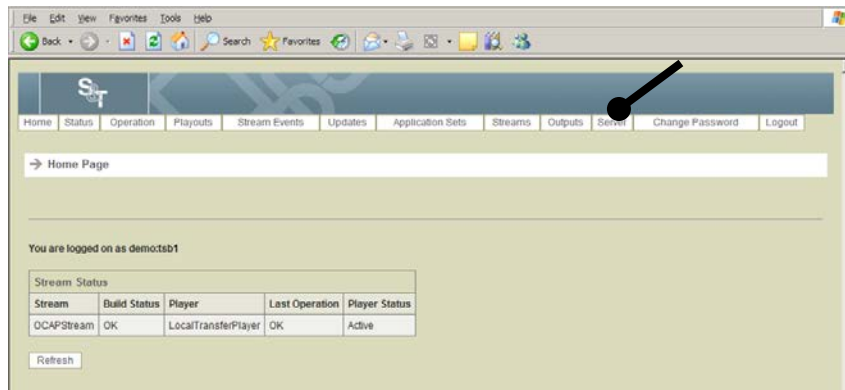 File Edit View Favorites Tools Help
Back Search Favorites
S&T
Home Status Operation Playouts Stream Events Updates Application Sets Streams Outputs Server Change Password Logout
Home Page
You are logged on as demo:tsb1
Stream Status
Stream Build Status Player Last Operation Player Status
OCAPStream OK LocalTransferPlayer OK Active
Refresh